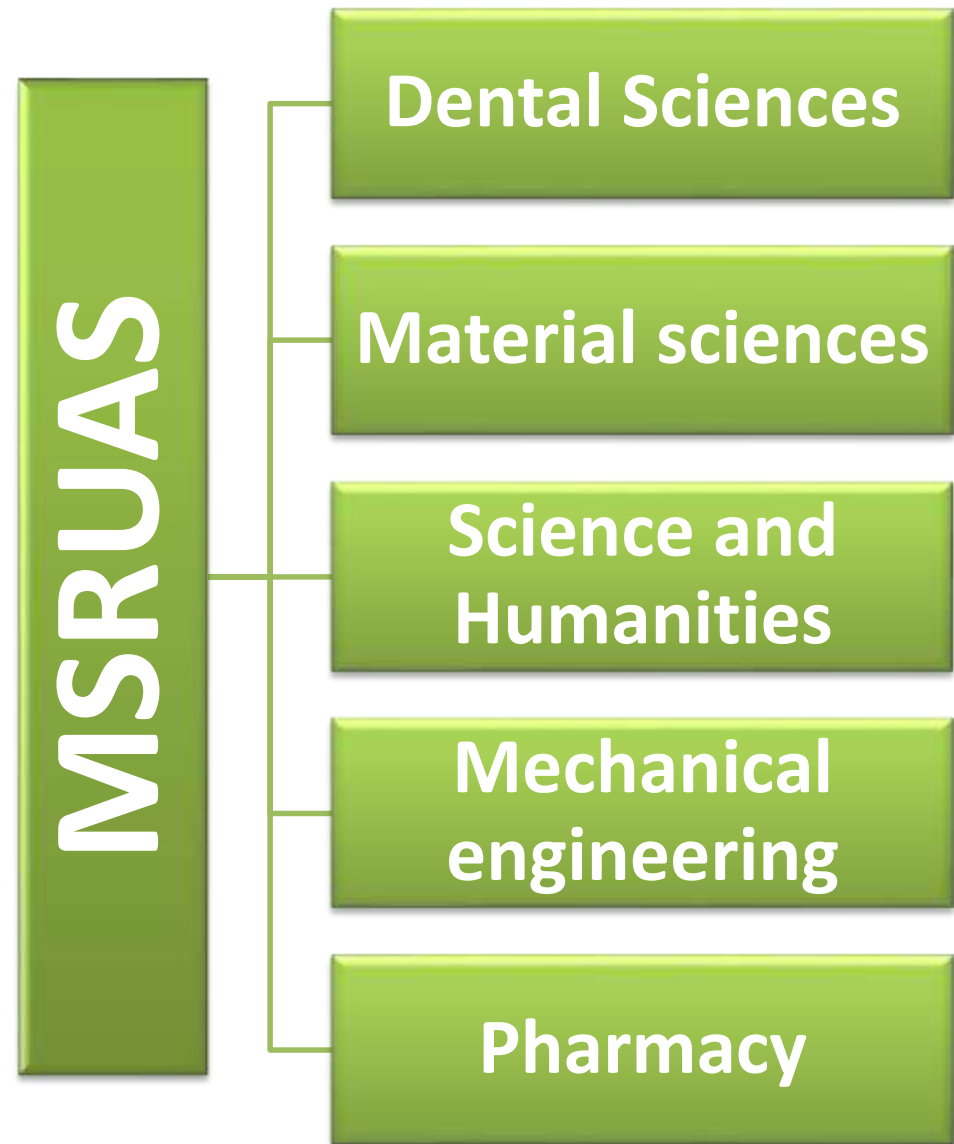 MSRUAS
Dental Sciences
Material sciences
Science and
Humanities
Mechanical
engineering
Pharmacy